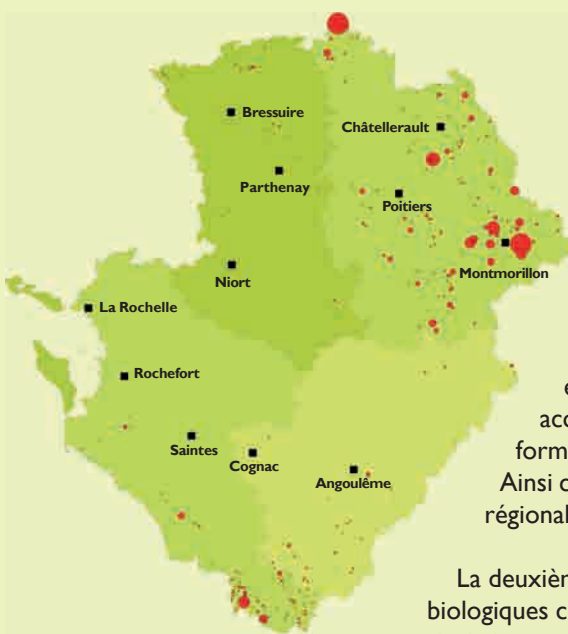 Bressuire
Châtellerault
Parthenay
Poitiers
Montmorillon
Niort
La Rochelle
Rochefort
Saintes
Cognac
Angoulême
acc
form
Ainsi
régional
La deuxièn
biologiques c